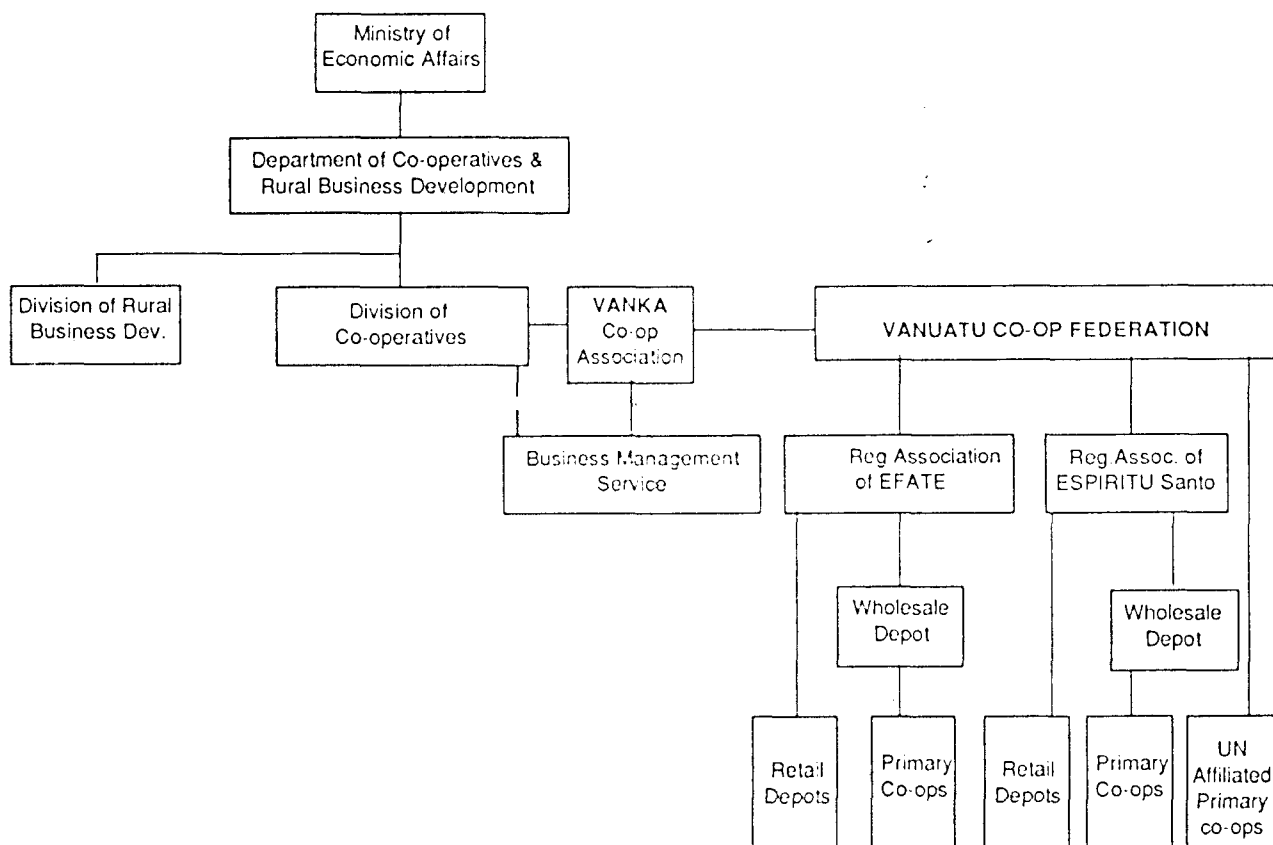 Ministry of
Economic Affairs
Department of Co-operatives &
Rural Business Development
Division of Rural
Business Dev.
Division of
Co-operatives
VANKA
Co-op
Association
VANUATU CO-OP FEDERATION
Business Management
Service
Reg Association
of EFATE
Reg.Assoc. of
ESPIRITU Santo
Wholesale
Depot
Wholesale
Depot
Retail
Depots
Primary
Co-ops
Retail
Depots
Primary
Co-ops
UN
Affiliated
Primary
co-ops